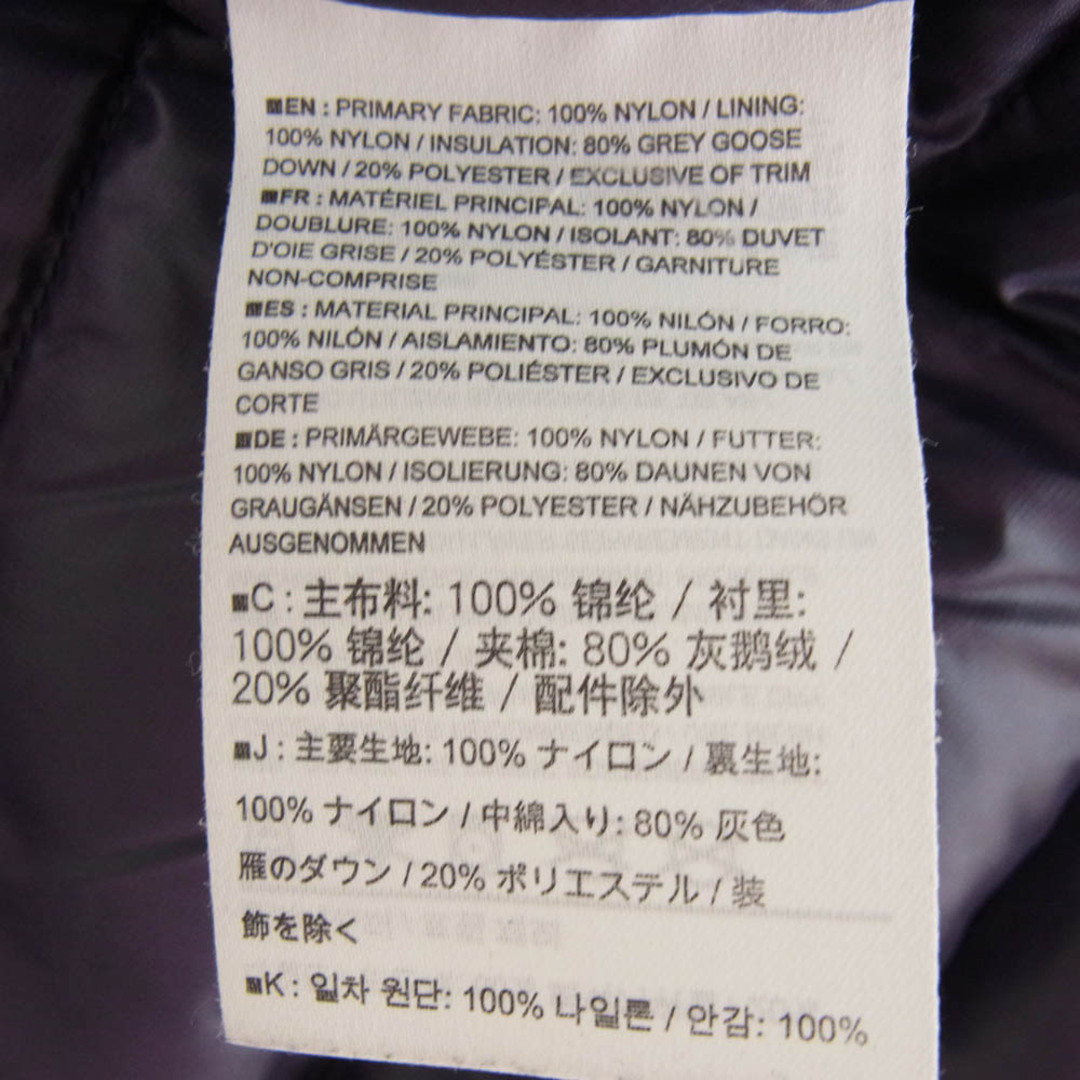 ■EN : PRIMARY FABRIC: 100% NYLON / LINING:
100% NYLON / INSULATION: 80% GREY GOOSE
DOWN / 20% POLYESTER / EXCLUSIVE OF TRIM
■FR : MATÉRIEL PRINCIPAL: 100% NYLON /
DOUBLURE: 100% NYLON / ISOLANT: 80% DUVET
D'OIE GRISE / 20% POLYÉSTER / GARNITURE
NON-COMPRISE
■ES : MATERIAL PRINCIPAL: 100% NILÓN / FORRO:
100% NILÓN / AISLAMIENTO: 80% PLUMÓN DE
GANSO GRIS / 20% POLIÉSTER / EXCLUSIVO DE
CORTE
■DE : PRIMÄRGEWEBE: 100% NYLON / FUTTER:
100% NYLON / ISOLIERUNG: 80% DAUNEN VON
GRAUGÄNSEN / 20% POLYESTER / NÄHZUBEHÖR
AUSGENOMMEN
■C : 主布料: 100% 锦纶 / 衬里:
100% 锦纶 / 夹棉: 80% 灰鹅绒 /
20% 聚酯纤维 / 配件除外
■J : 主要生地: 100% ナイロン / 裏生地:
100% ナイロン / 中綿入り: 80% 灰色
雁のダウン / 20% ポリエステル / 装
飾を除く
■K : 일차 원단: 100% 나일론 / 안감: 100%